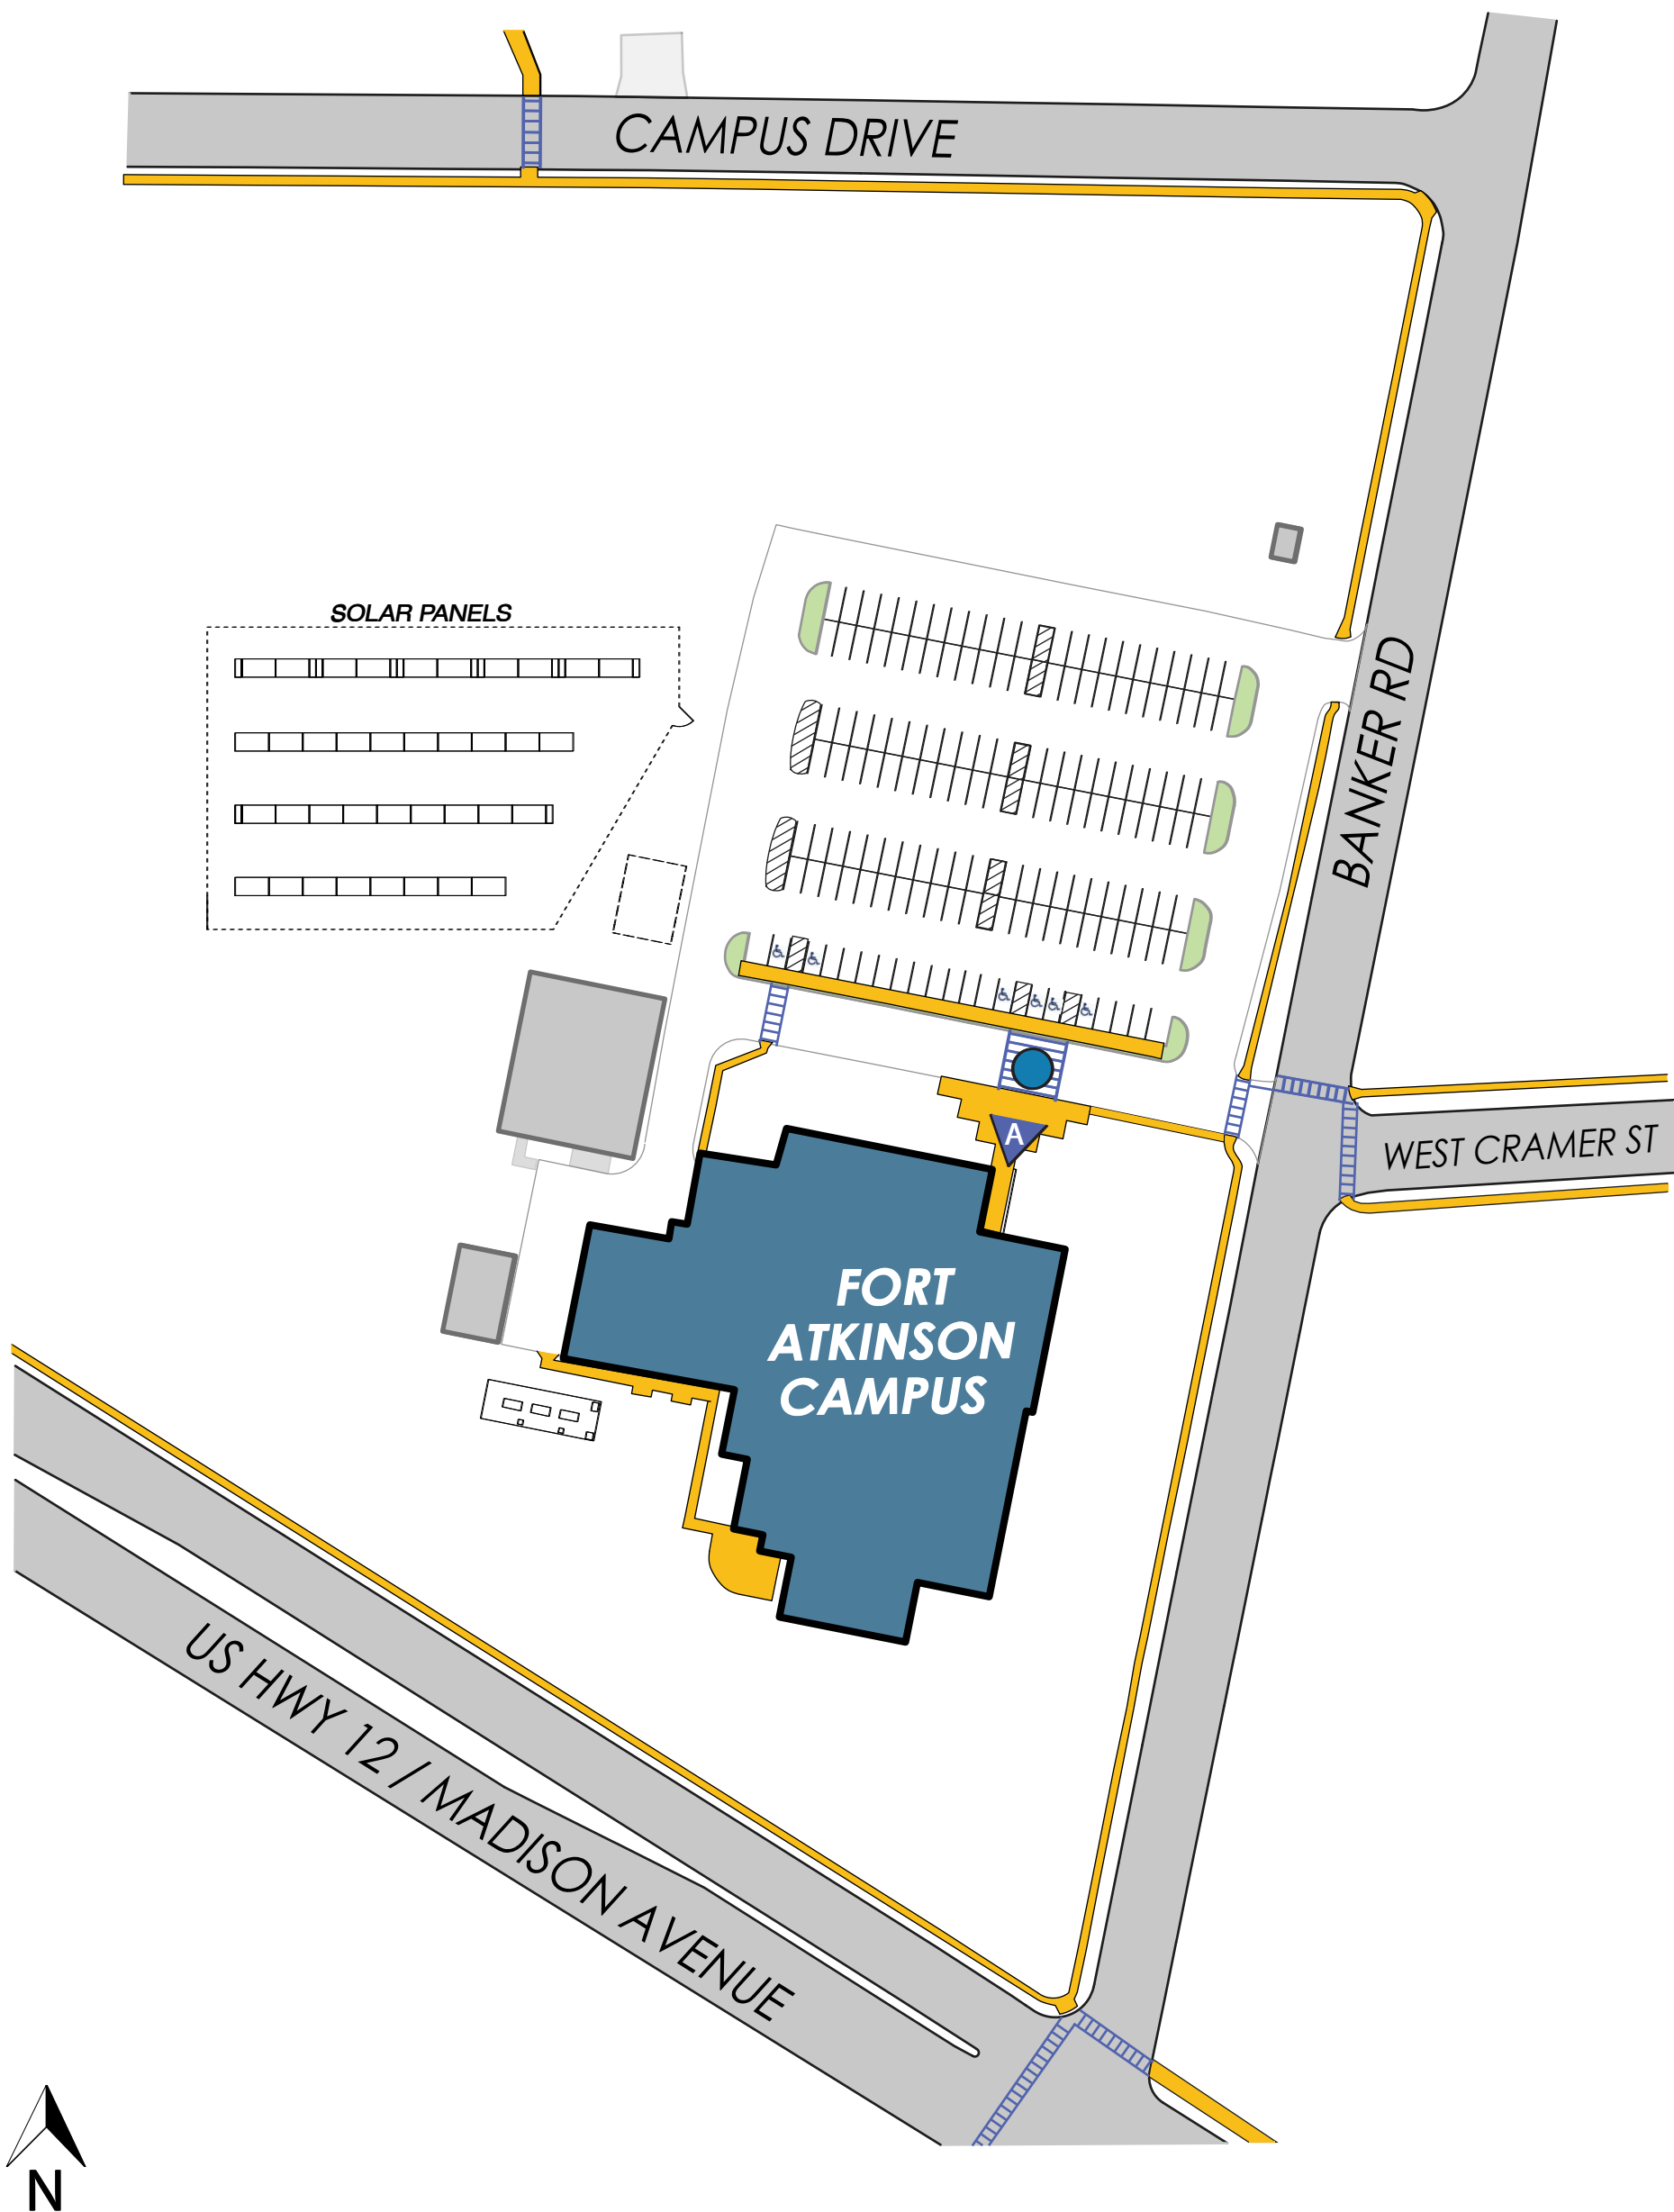 CAMPUS DRIVE
SOLAR PANELS
BANKER RD
A
WEST CRAMER ST
FORT
ATKINSON
CAMPUS
US HWY 12 / MADISON AVENUE
N